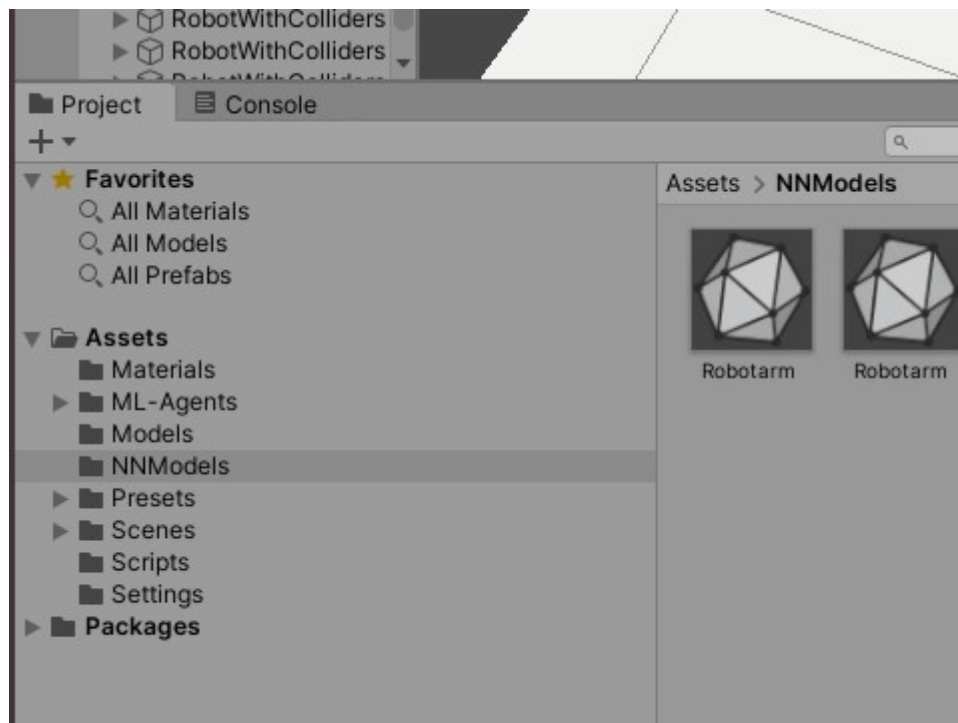 RobotWithColliders
RobotWithColliders
RobotWithColliders
Project Console
Favorites
All Materials
All Models
All Prefabs
Assets
Materials
ML-Agents
Models
NNModels
Presets
Scenes
Scripts
Settings
Packages
Assets > NNModels
Robotarm Robotarm